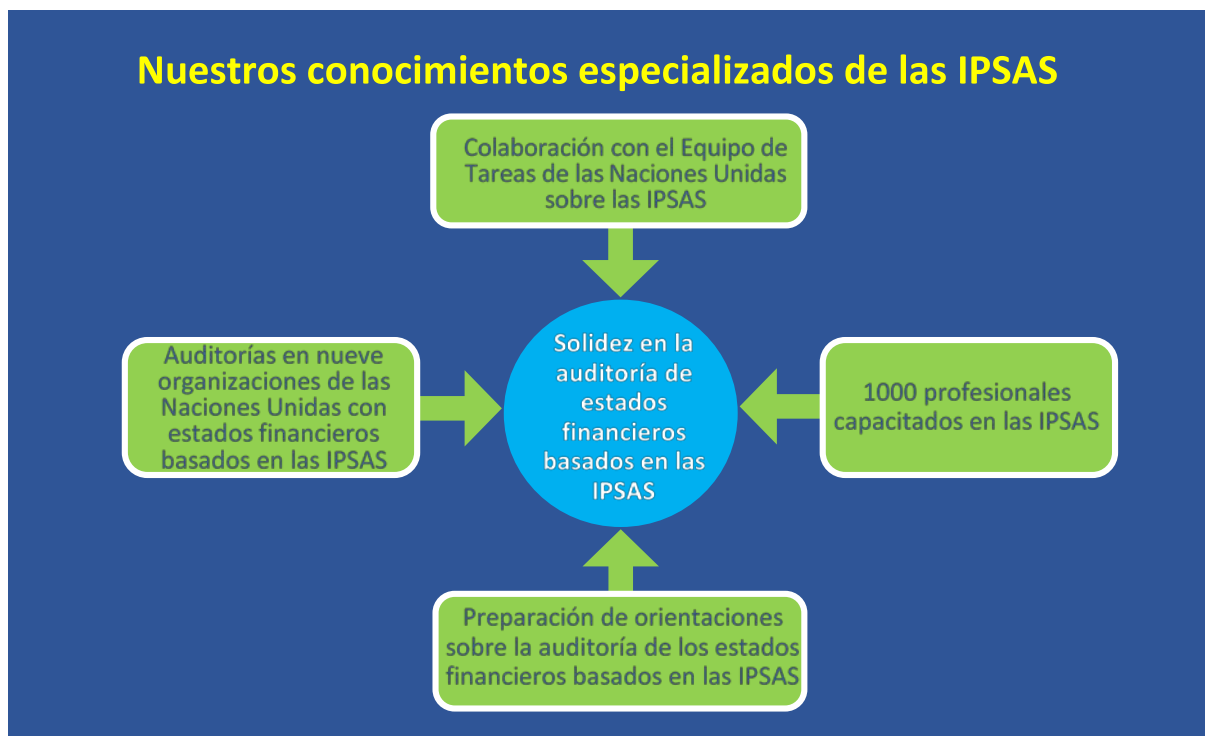 Nuestros conocimientos especializados de las IPSAS
Colaboración con el Equipo de
Tareas de las Naciones Unidas
sobre las IPSAS
Auditorías en nueve
organizaciones de las
Naciones Unidas con
estados financieros
basados en las IPSAS
Solidez en la
auditoría de
estados
financieros
basados en las
IPSAS
1000 profesionales
capacitados en las IPSAS
Preparación de orientaciones
sobre la auditoría de los estados
financieros basados en las IPSAS